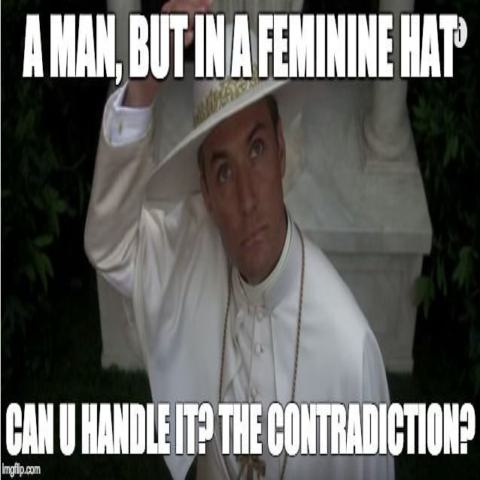 A MAN, BUT IN A FEMININE HAT
CAN U HANDLE IT? THE CONTRADICTION?
imgflip.com